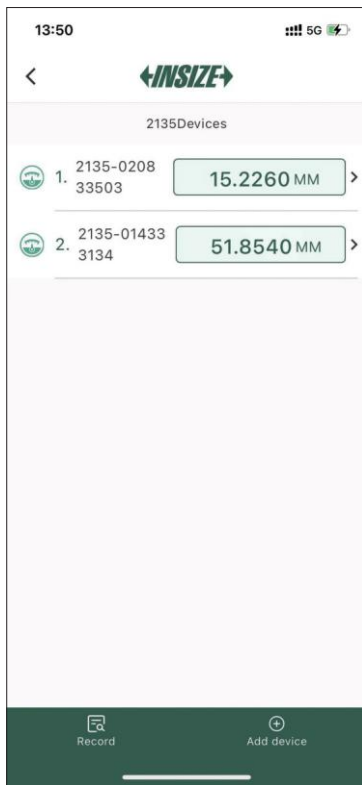 13:50
5G
INSIZE
2135Devices
1. 2135-0208
33503
15.2260 MM
2. 2135-01433
3134
51.8540 MM
Record
Add device